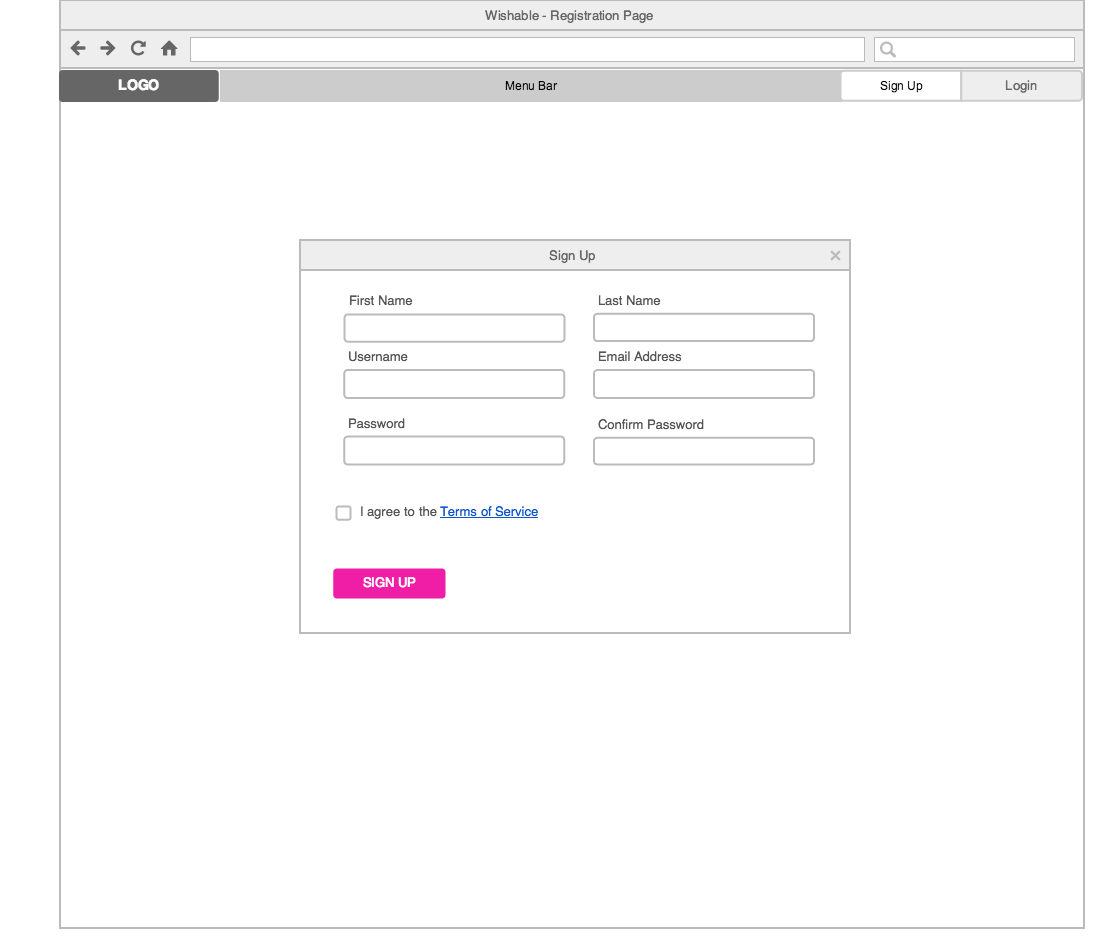 Wishable - Registration Page
LOGO Menu Bar Sign Up Login
Sign Up
First Name Last Name
Username Email Address
Password Confirm Password
I agree to the Terms of Service
SIGN UP